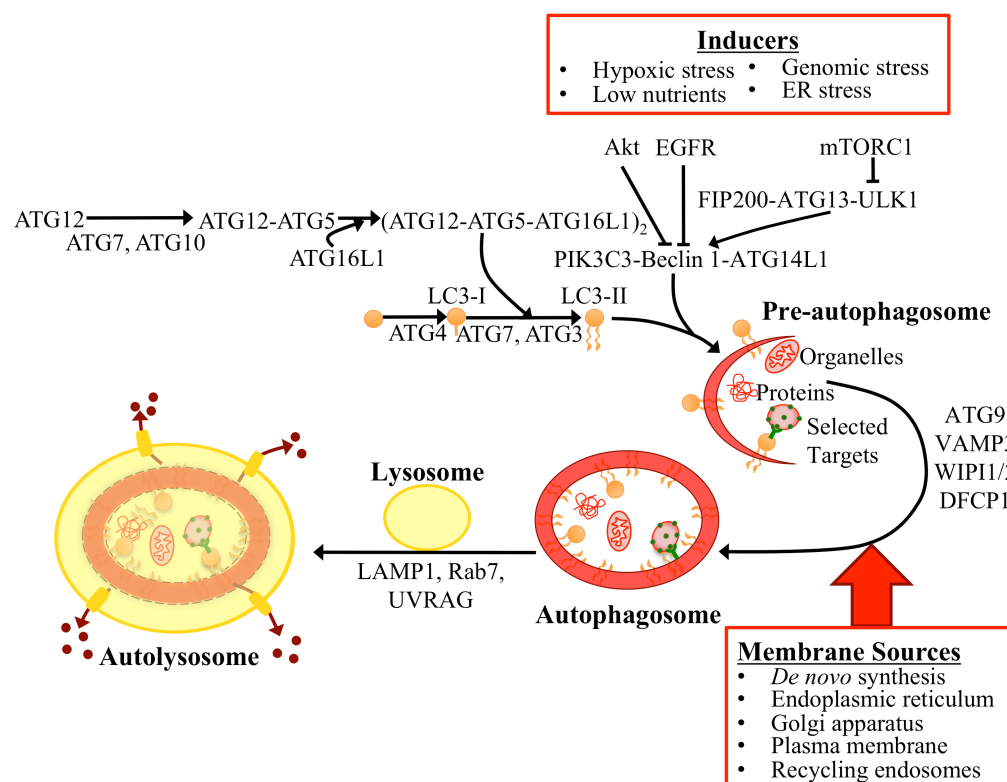 Inducers
• Hypoxic stress • Genomic stress
• Low nutrients • ER stress
Akt EGFR mTORC1
FIP200-ATG13-ULK1
ATG12 ATG12-ATG5 (ATG12-ATG5-ATG16L1)2
ATG7, ATG10
ATG16L1
PIK3C3-Beclin 1-ATG14L1
LC3-I LC3-II
ATG4 ATG7, ATG3
Pre-autophagosome
Organelles
Proteins
Selected
Targets
ATG9
WIPI1/2
DFCP1
Lysosome
LAMP1, Rab7,
UVRAG
Autophagosome
Autolysosome
Membrane Sources
• De novo synthesis
• Endoplasmic reticulum
• Golgi apparatus
• Plasma membrane
• Recycling endosomes